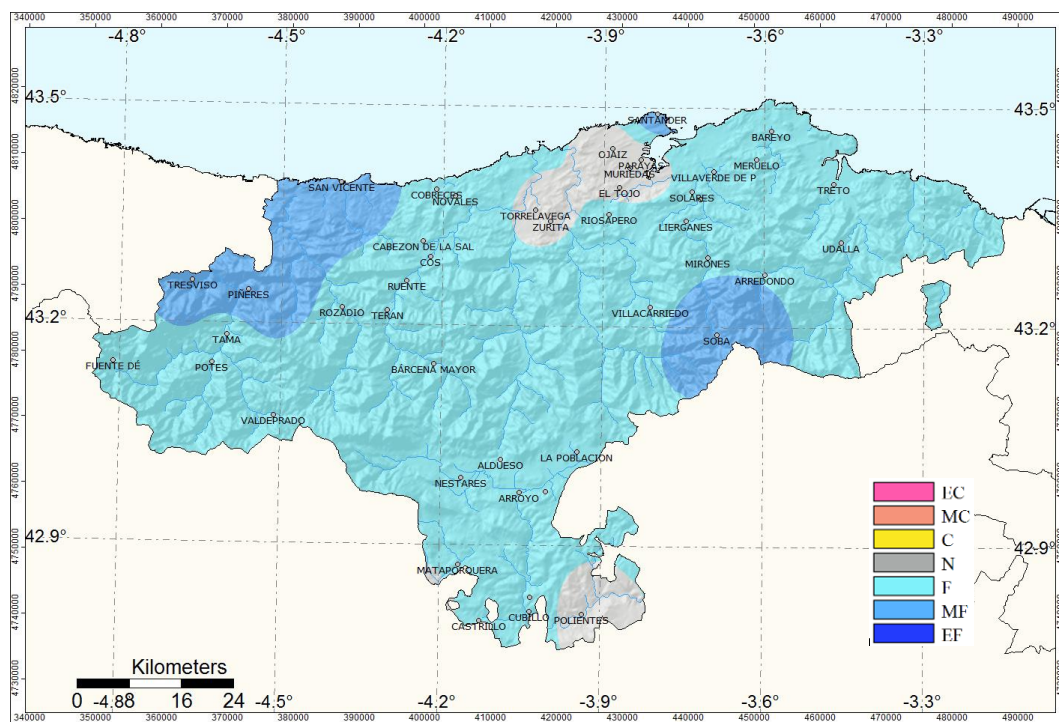 340000 350000 360000 370000 380000 390000 400000 410000 420000 430000 440000 450000 460000 470000 480000 490000
-4.8° -4.5° -4.2° -3.9° -3.6° -3.3°
4820000
43.5° 43.5°
SANTANDER
BAREYO
4810000
OJAIZ
PARAYAS
MERUELO
MURIEDAS
VILLAVERDE DE P
SAN VICENTE
EL TOJO
TRETO
COBRECES
NOVALES
SOLARES
4800000
TORRELAVEGA
RIOSAPERO
ZURITA
LIERGANES
CABEZON DE LA SAL
UDALLA
COS
MIRONES
4790000
TRESVISO
PIÑERES
RUENTE
ARREDONDO
ROZADIO
TERAN
VILLACARRIEDO
43.2° 43.2°
TAMA
SOBA
4780000
FUENTE DÉ
POTES
BÁRCENA MAYOR
4770000
VALDEPRADO
LA POBLACION
ALDUESO
4760000
NESTARES
ARROYO
EC
MC
C
N
F
MF
EF
42.9° 42.9°
4750000
MATAPORQUERA
4740000
CASTRILLO
CUBILLO
POLIENTES
4730000
Kilometers
0 8 16 24
-4.8° -4.5° -4.2° -3.9° -3.6° -3.3°
340000 350000 360000 370000 380000 390000 400000 410000 420000 430000 440000 450000 460000 470000 480000 490000